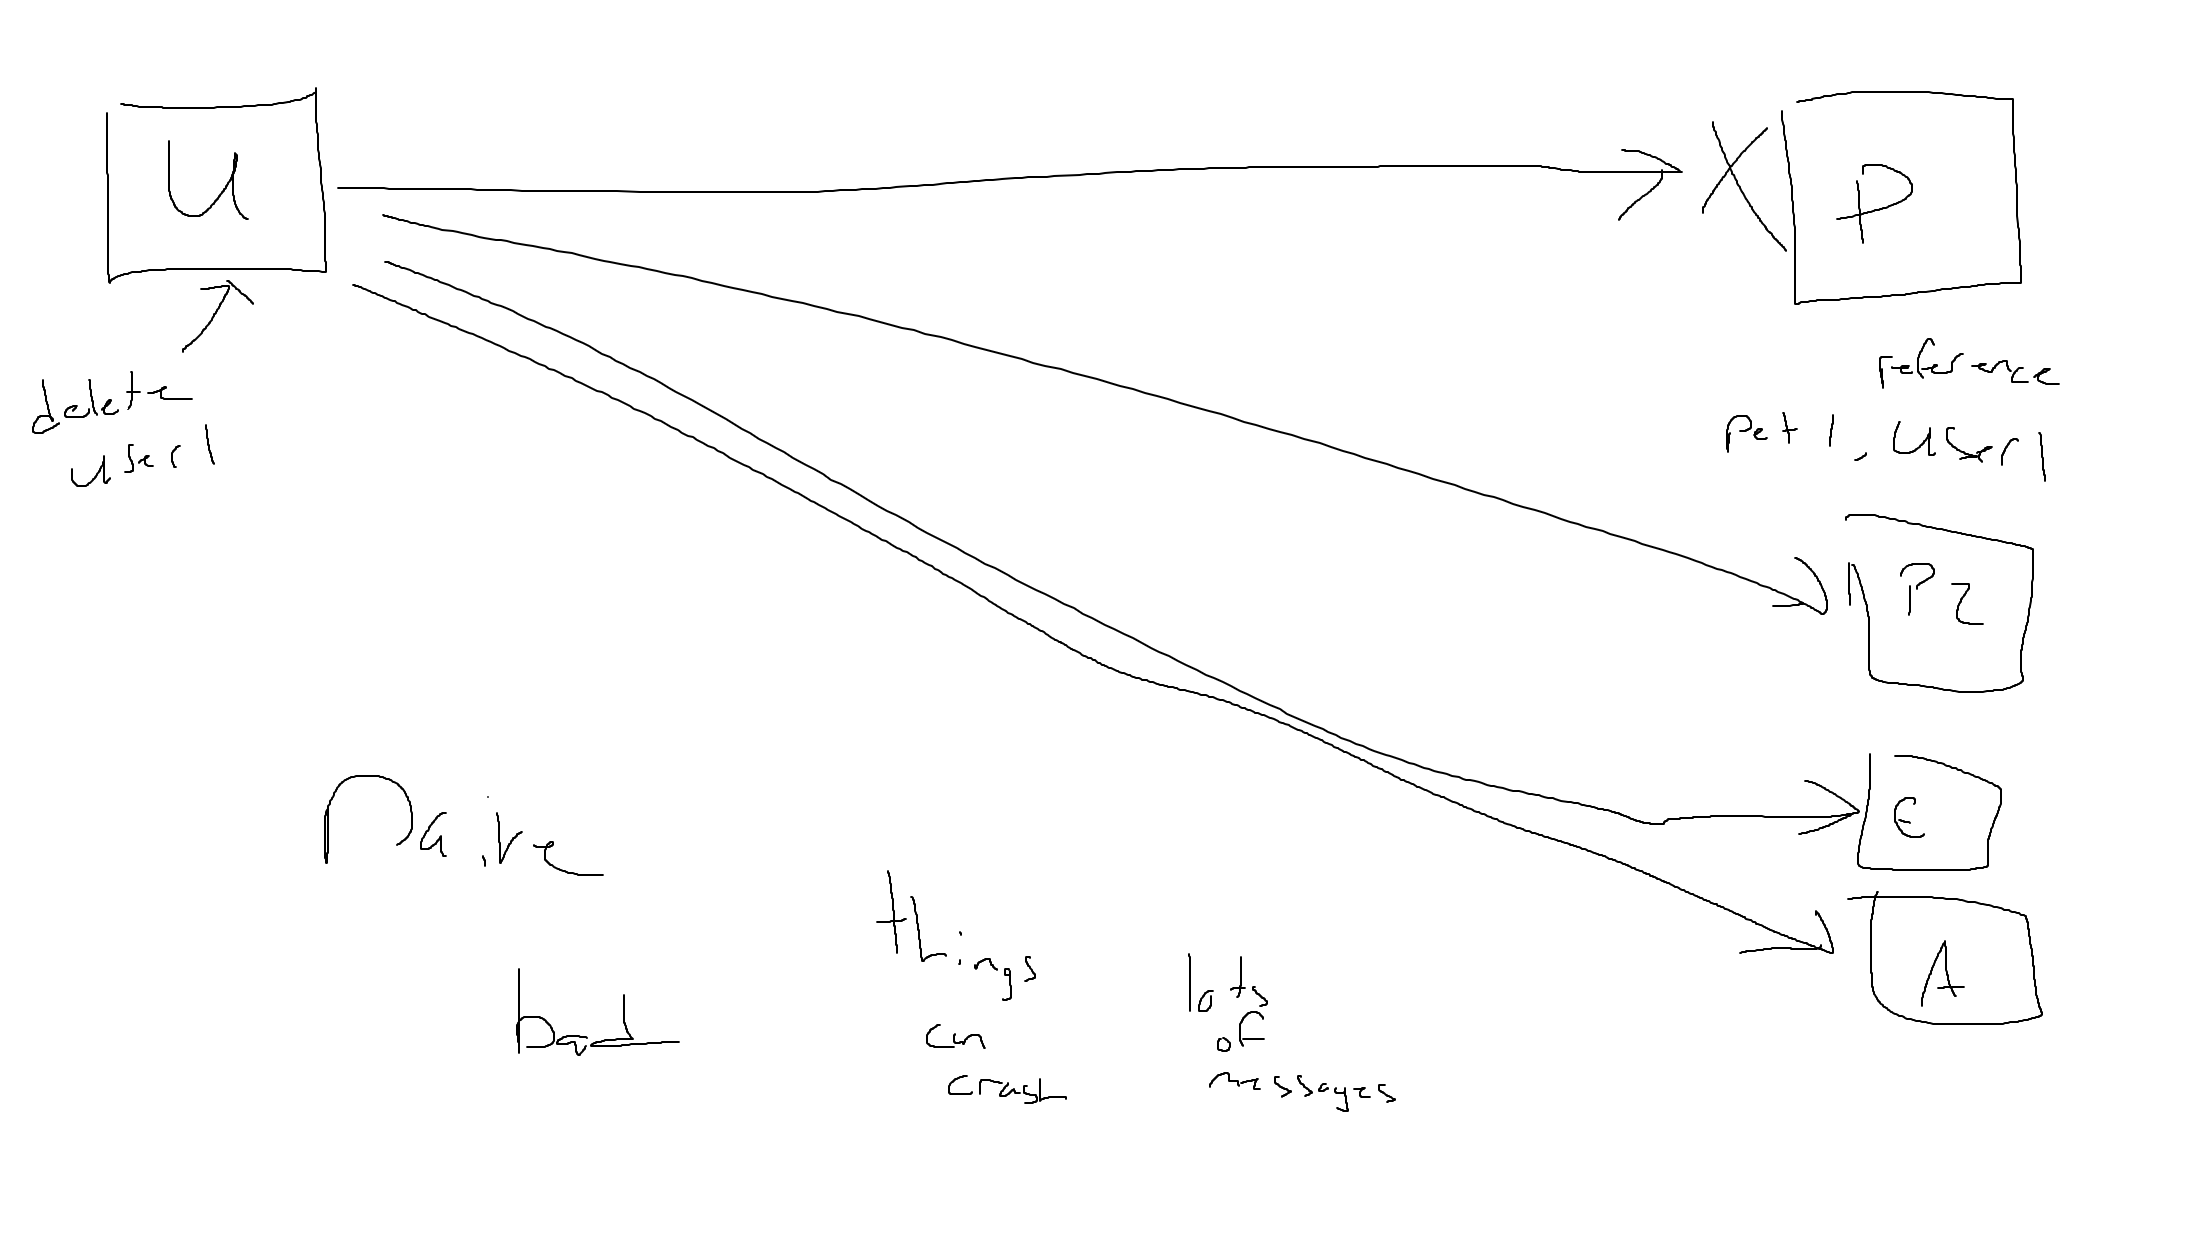 U
P
delete
user1
reference
pet1, user1
P2
E
A
naive
bad
things
can
crash
lots
of
messages